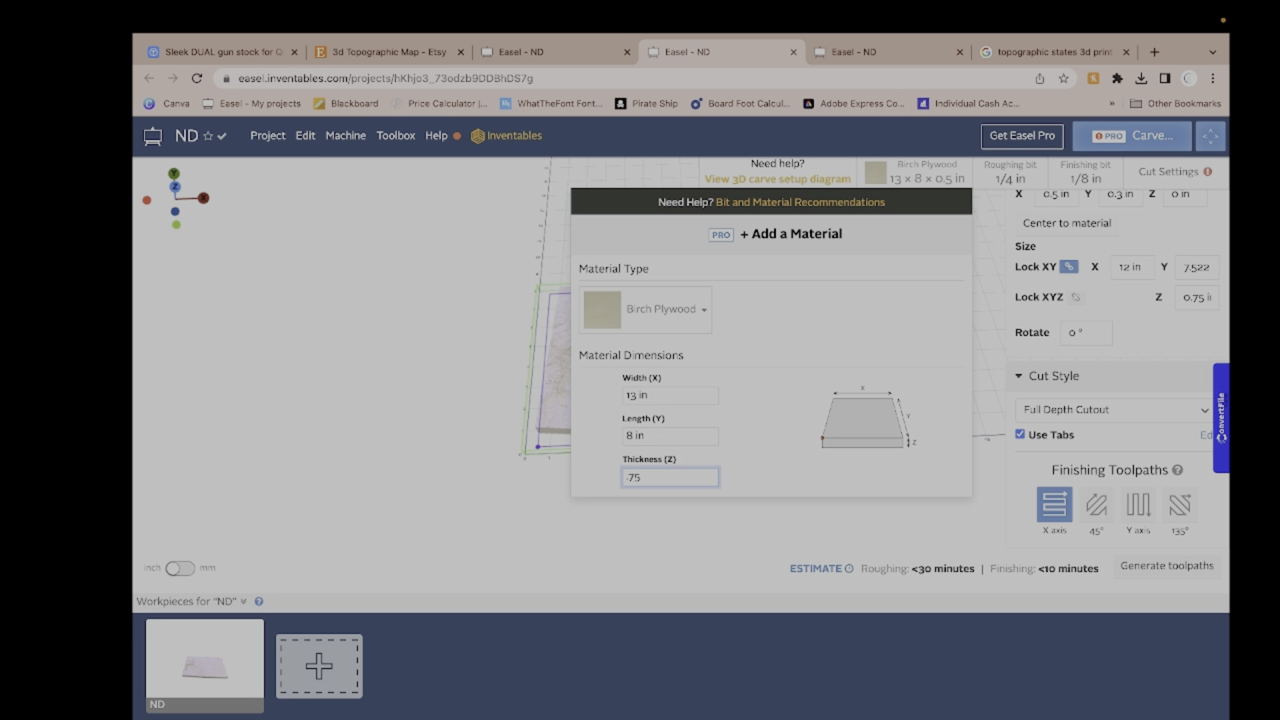 Sleek DUAL gun stock for G
3d Topographic Map - Etsy
Easel - ND
Easel - ND
Easel - ND
topographic states 3d print
easel.inventables.com/projects/hKhjo3_73odzb9DDBhDS7g
Canva
Easel - My projects
Blackboard
Price Calculator |...
WhatTheFont Font...
Pirate Ship
Board Foot Calcul...
Adobe Express Co...
Individual Cash Ac...
»
Other Bookmarks
ND
Project Edit Machine Toolbox Help
Inventables
Get Easel Pro
PRO Carve...
Need help?
View 3D carve setup diagram
Birch Plywood
13 × 8 × 0.5 in
Roughing bit
1/4 in
Finishing bit
1/8 in
Cut Settings
Need Help? Bit and Material Recommendations
PRO + Add a Material
Material Type
Birch Plywood
Material Dimensions
Width (X)
13 in
Length (Y)
8 in
Thickness (Z)
.75
X
Y
Z
X 0.5 in Y 0.3 in Z 0 in
Center to material
Size
Lock XY X 12 in Y 7.522
Lock XYZ Z 0.75 i
Rotate 0 °
Cut Style
Full Depth Cutout
Use Tabs
Finishing Toolpaths
X axis 45° Y axis 135°
ConvertFile
inch mm
ESTIMATE Roughing: <30 minutes | Finishing: <10 minutes
Generate toolpaths
Workpieces for "ND"
ND